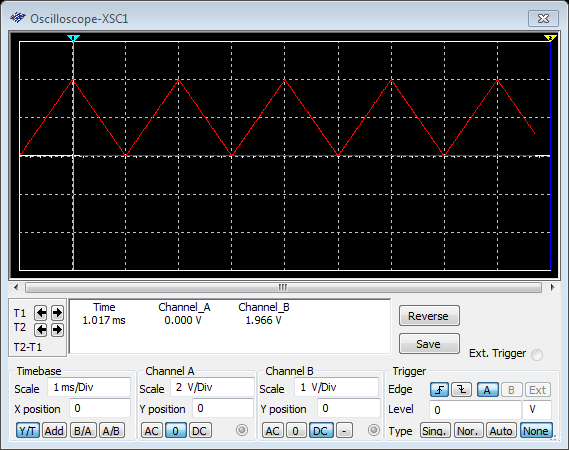 Oscilloscope-XSC1
1
2
T1
T2
T2-T1
Time Channel_A Channel_B
1.017 ms 0.000 V 1.966 V
Reverse
Save
Ext. Trigger
Timebase
Scale 1 ms/Div
X position 0
Y/T Add B/A A/B
Channel A
Scale 2 V/Div
Y position 0
AC 0 DC
Channel B
Scale 1 V/Div
Y position 0
AC 0 DC -
Trigger
Edge A B Ext
Level 0 V
Type Sing. Nor. Auto None